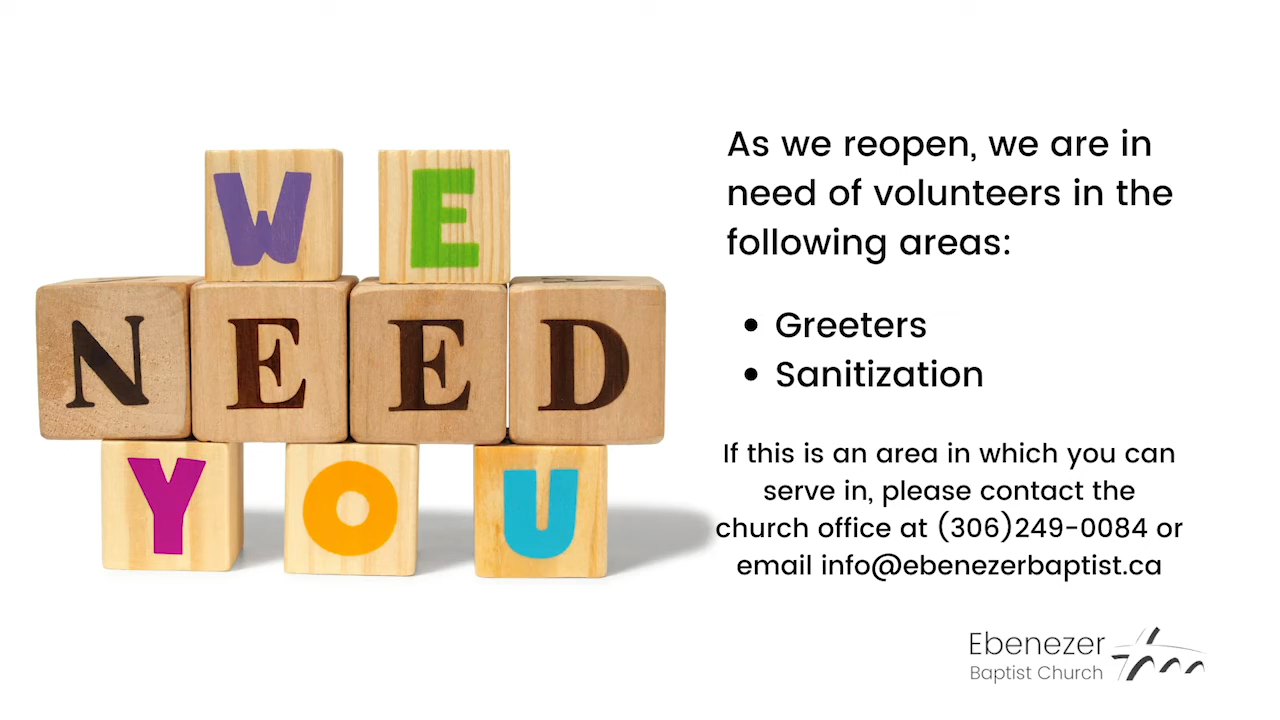 WE
NEED
YOU
As we reopen, we are in
need of volunteers in the
following areas:
• Greeters
• Sanitization
If this is an area in which you can
serve in, please contact the
church office at (306)249-0084 or
email info@ebenezerbaptist.ca
Ebenezer
Baptist Church